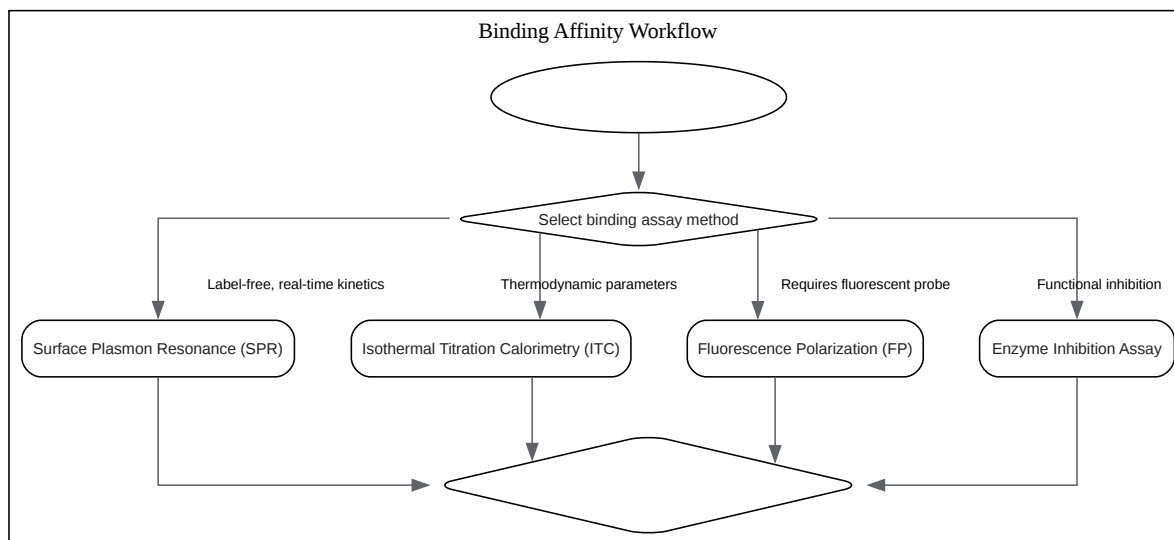 Binding Affinity Workflow
Select binding assay method
Label-free, real-time kinetics
Thermodynamic parameters
Requires fluorescent probe
Functional inhibition
Surface Plasmon Resonance (SPR)
Isothermal Titration Calorimetry (ITC)
Fluorescence Polarization (FP)
Enzyme Inhibition Assay